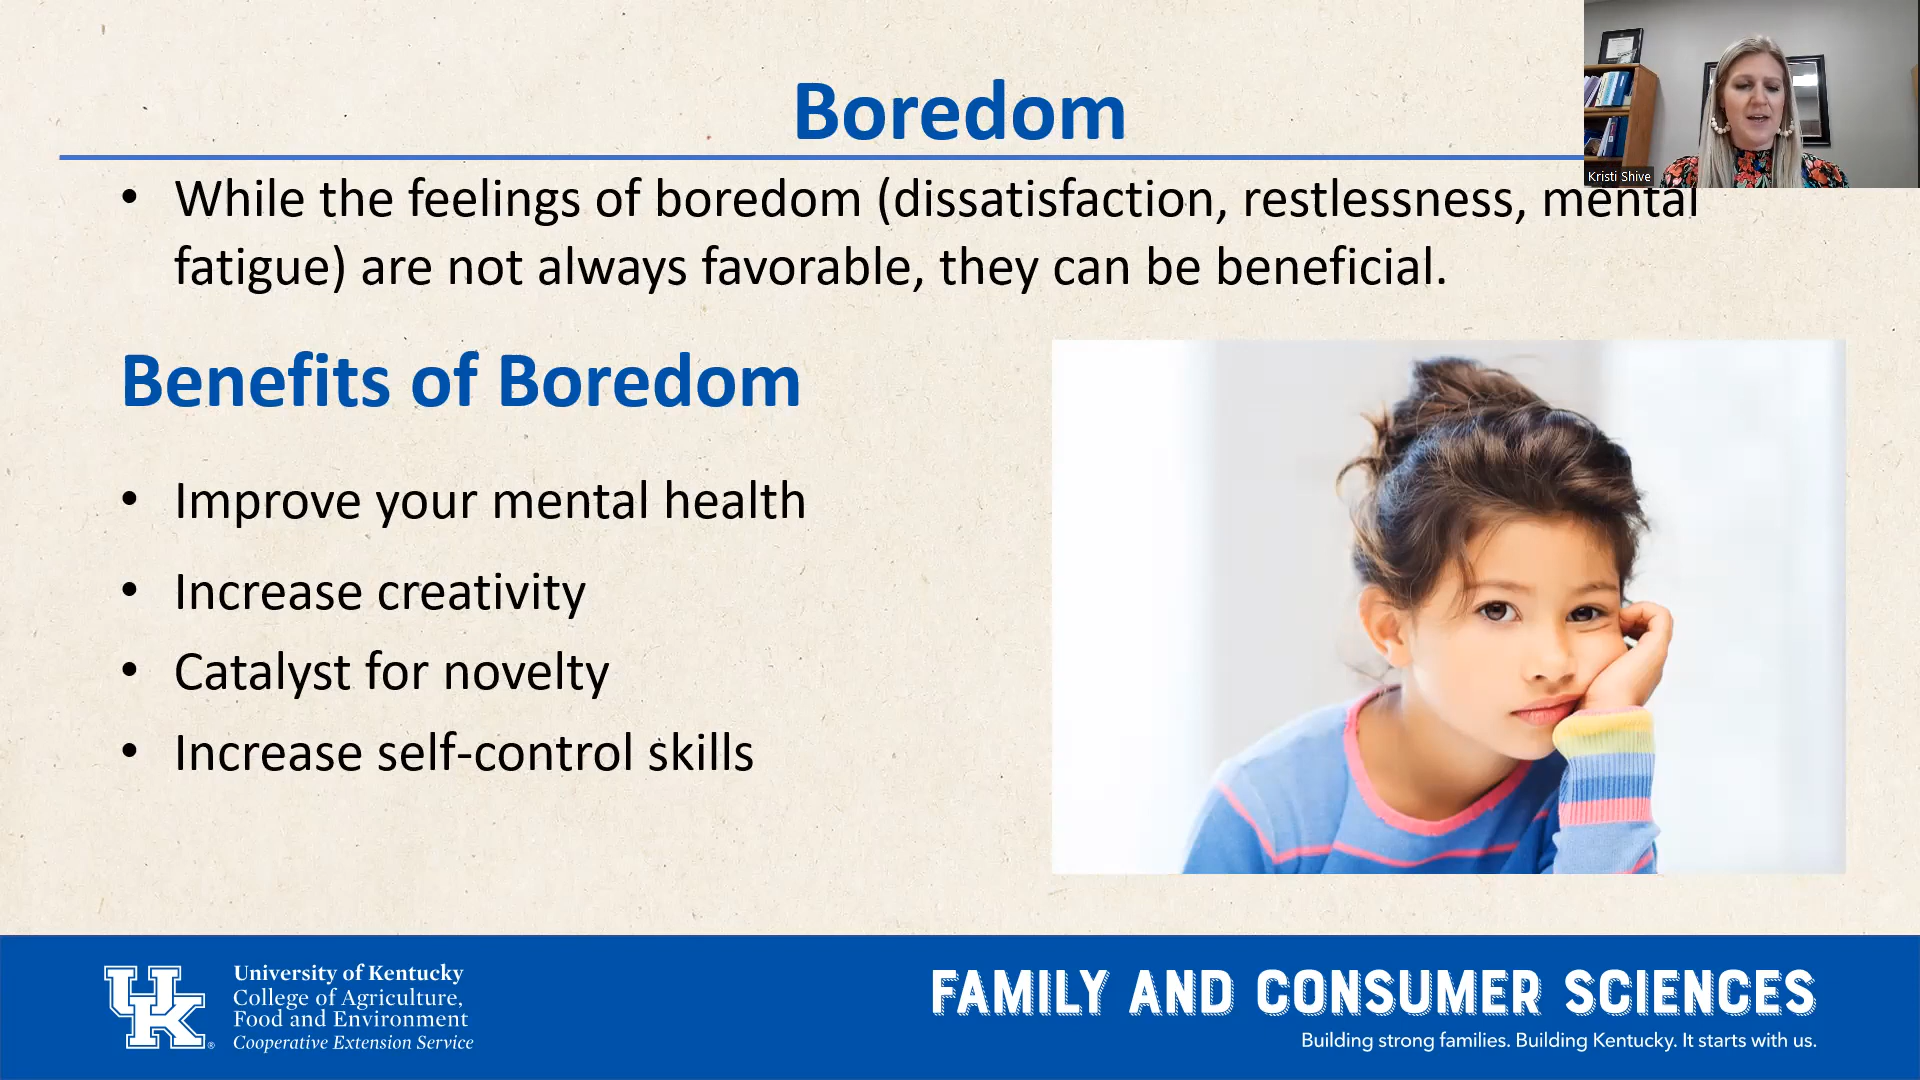 Boredom
Kristi Shive
• While the feelings of boredom (dissatisfaction, restlessness, mental
fatigue) are not always favorable, they can be beneficial.
Benefits of Boredom
• Improve your mental health
• Increase creativity
• Catalyst for novelty
• Increase self-control skills
UK®
University of Kentucky
College of Agriculture,
Food and Environment
Cooperative Extension Service
FAMILY AND CONSUMER SCIENCES
Building strong families. Building Kentucky. It starts with us.